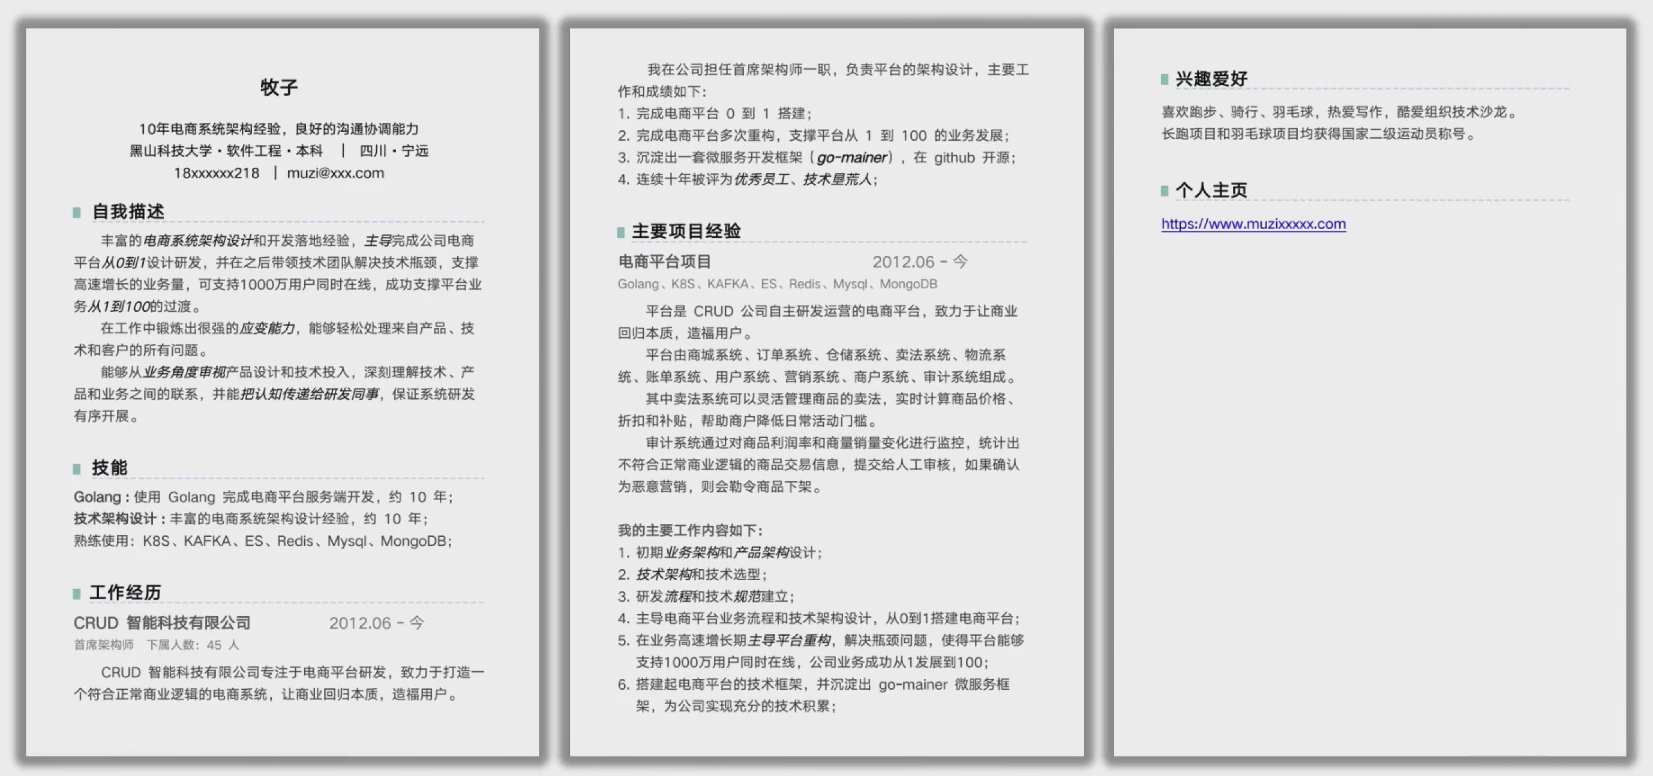 牧子
10年电商系统架构经验，良好的沟通协调能力
黑山科技大学・软件工程・本科 | 四川・宁远
18xxxxxx218 | muzi@xxx.com
自我描述
丰富的电商系统架构设计和开发落地经验，主导完成公司电商
平台从0到1设计研发，并在之后带领技术团队解决技术瓶颈，支撑
高速增长的业务量，可支持1000万用户同时在线，成功支撑平台业
务从1到100的过渡。
在工作中锻炼出很强的应变能力，能够轻松处理来自产品、技
术和客户的所有问题。
能够从业务角度审视产品设计和技术投入，深刻理解技术、产
品和业务之间的联系，并能把认知传递给研发同事，保证系统研发
有序开展。
技能
Golang：使用 Golang 完成电商平台服务端开发，约 10 年；
技术架构设计：丰富的电商系统架构设计经验，约 10 年；
熟练使用：K8S、KAFKA、ES、Redis、Mysql、MongoDB；
工作经历
CRUD 智能科技有限公司 2012.06 - 今
首席架构师 下属人数：45 人
CRUD 智能科技有限公司专注于电商平台研发，致力于打造一
个符合正常商业逻辑的电商系统，让商业回归本质，造福用户。
我在公司担任首席架构师一职，负责平台的架构设计，主要工
作和成绩如下：
1. 完成电商平台 0 到 1 搭建；
2. 完成电商平台多次重构，支撑平台从 1 到 100 的业务发展；
3. 沉淀出一套微服务开发框架（go-mainer），在 github 开源；
4. 连续十年被评为优秀员工、技术垦荒人；
主要项目经验
电商平台项目 2012.06 - 今
Golang、K8S、KAFKA、ES、Redis、Mysql、MongoDB
平台是 CRUD 公司自主研发运营的电商平台，致力于让商业
回归本质，造福用户。
平台由商城系统、订单系统、仓储系统、卖法系统、物流系
统、账单系统、用户系统、营销系统、商户系统、审计系统组成。
其中卖法系统可以灵活管理商品的卖法，实时计算商品价格、
折扣和补贴，帮助商户降低日常活动门槛。
审计系统通过对商品利润率和商量销量变化进行监控，统计出
不符合正常商业逻辑的商品交易信息，提交给人工审核，如果确认
为恶意营销，则会勒令商品下架。
我的主要工作内容如下：
1. 初期业务架构和产品架构设计；
2. 技术架构和技术选型；
3. 研发流程和技术规范建立；
4. 主导电商平台业务流程和技术架构设计，从0到1搭建电商平台；
5. 在业务高速增长期主导平台重构，解决瓶颈问题，使得平台能够
支持1000万用户同时在线，公司业务成功从1发展到100；
6. 搭建起电商平台的技术框架，并沉淀出 go-mainer 微服务框
架，为公司实现充分的技术积累；
兴趣爱好
喜欢跑步、骑行、羽毛球，热爱写作，酷爱组织技术沙龙。
长跑项目和羽毛球项目均获得国家二级运动员称号。
个人主页
https://www.muzixxxxx.com